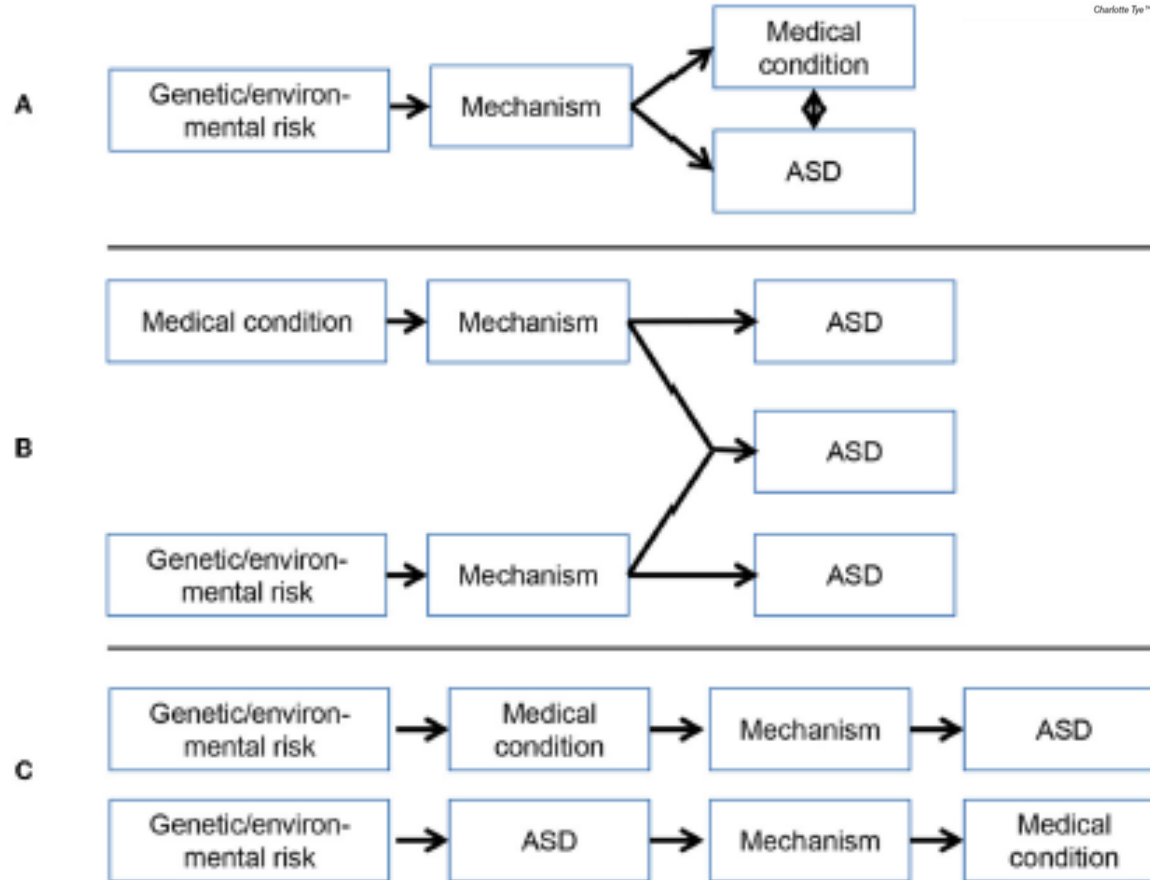 Charlotte Tye™
A
Genetic/environ-
mental risk
Mechanism
Medical
condition
ASD
B
Medical condition
Mechanism
ASD
ASD
Genetic/environ-
mental risk
Mechanism
ASD
C
Genetic/environ-
mental risk
Medical
condition
Mechanism
ASD
Genetic/environ-
mental risk
ASD
Mechanism
Medical
condition